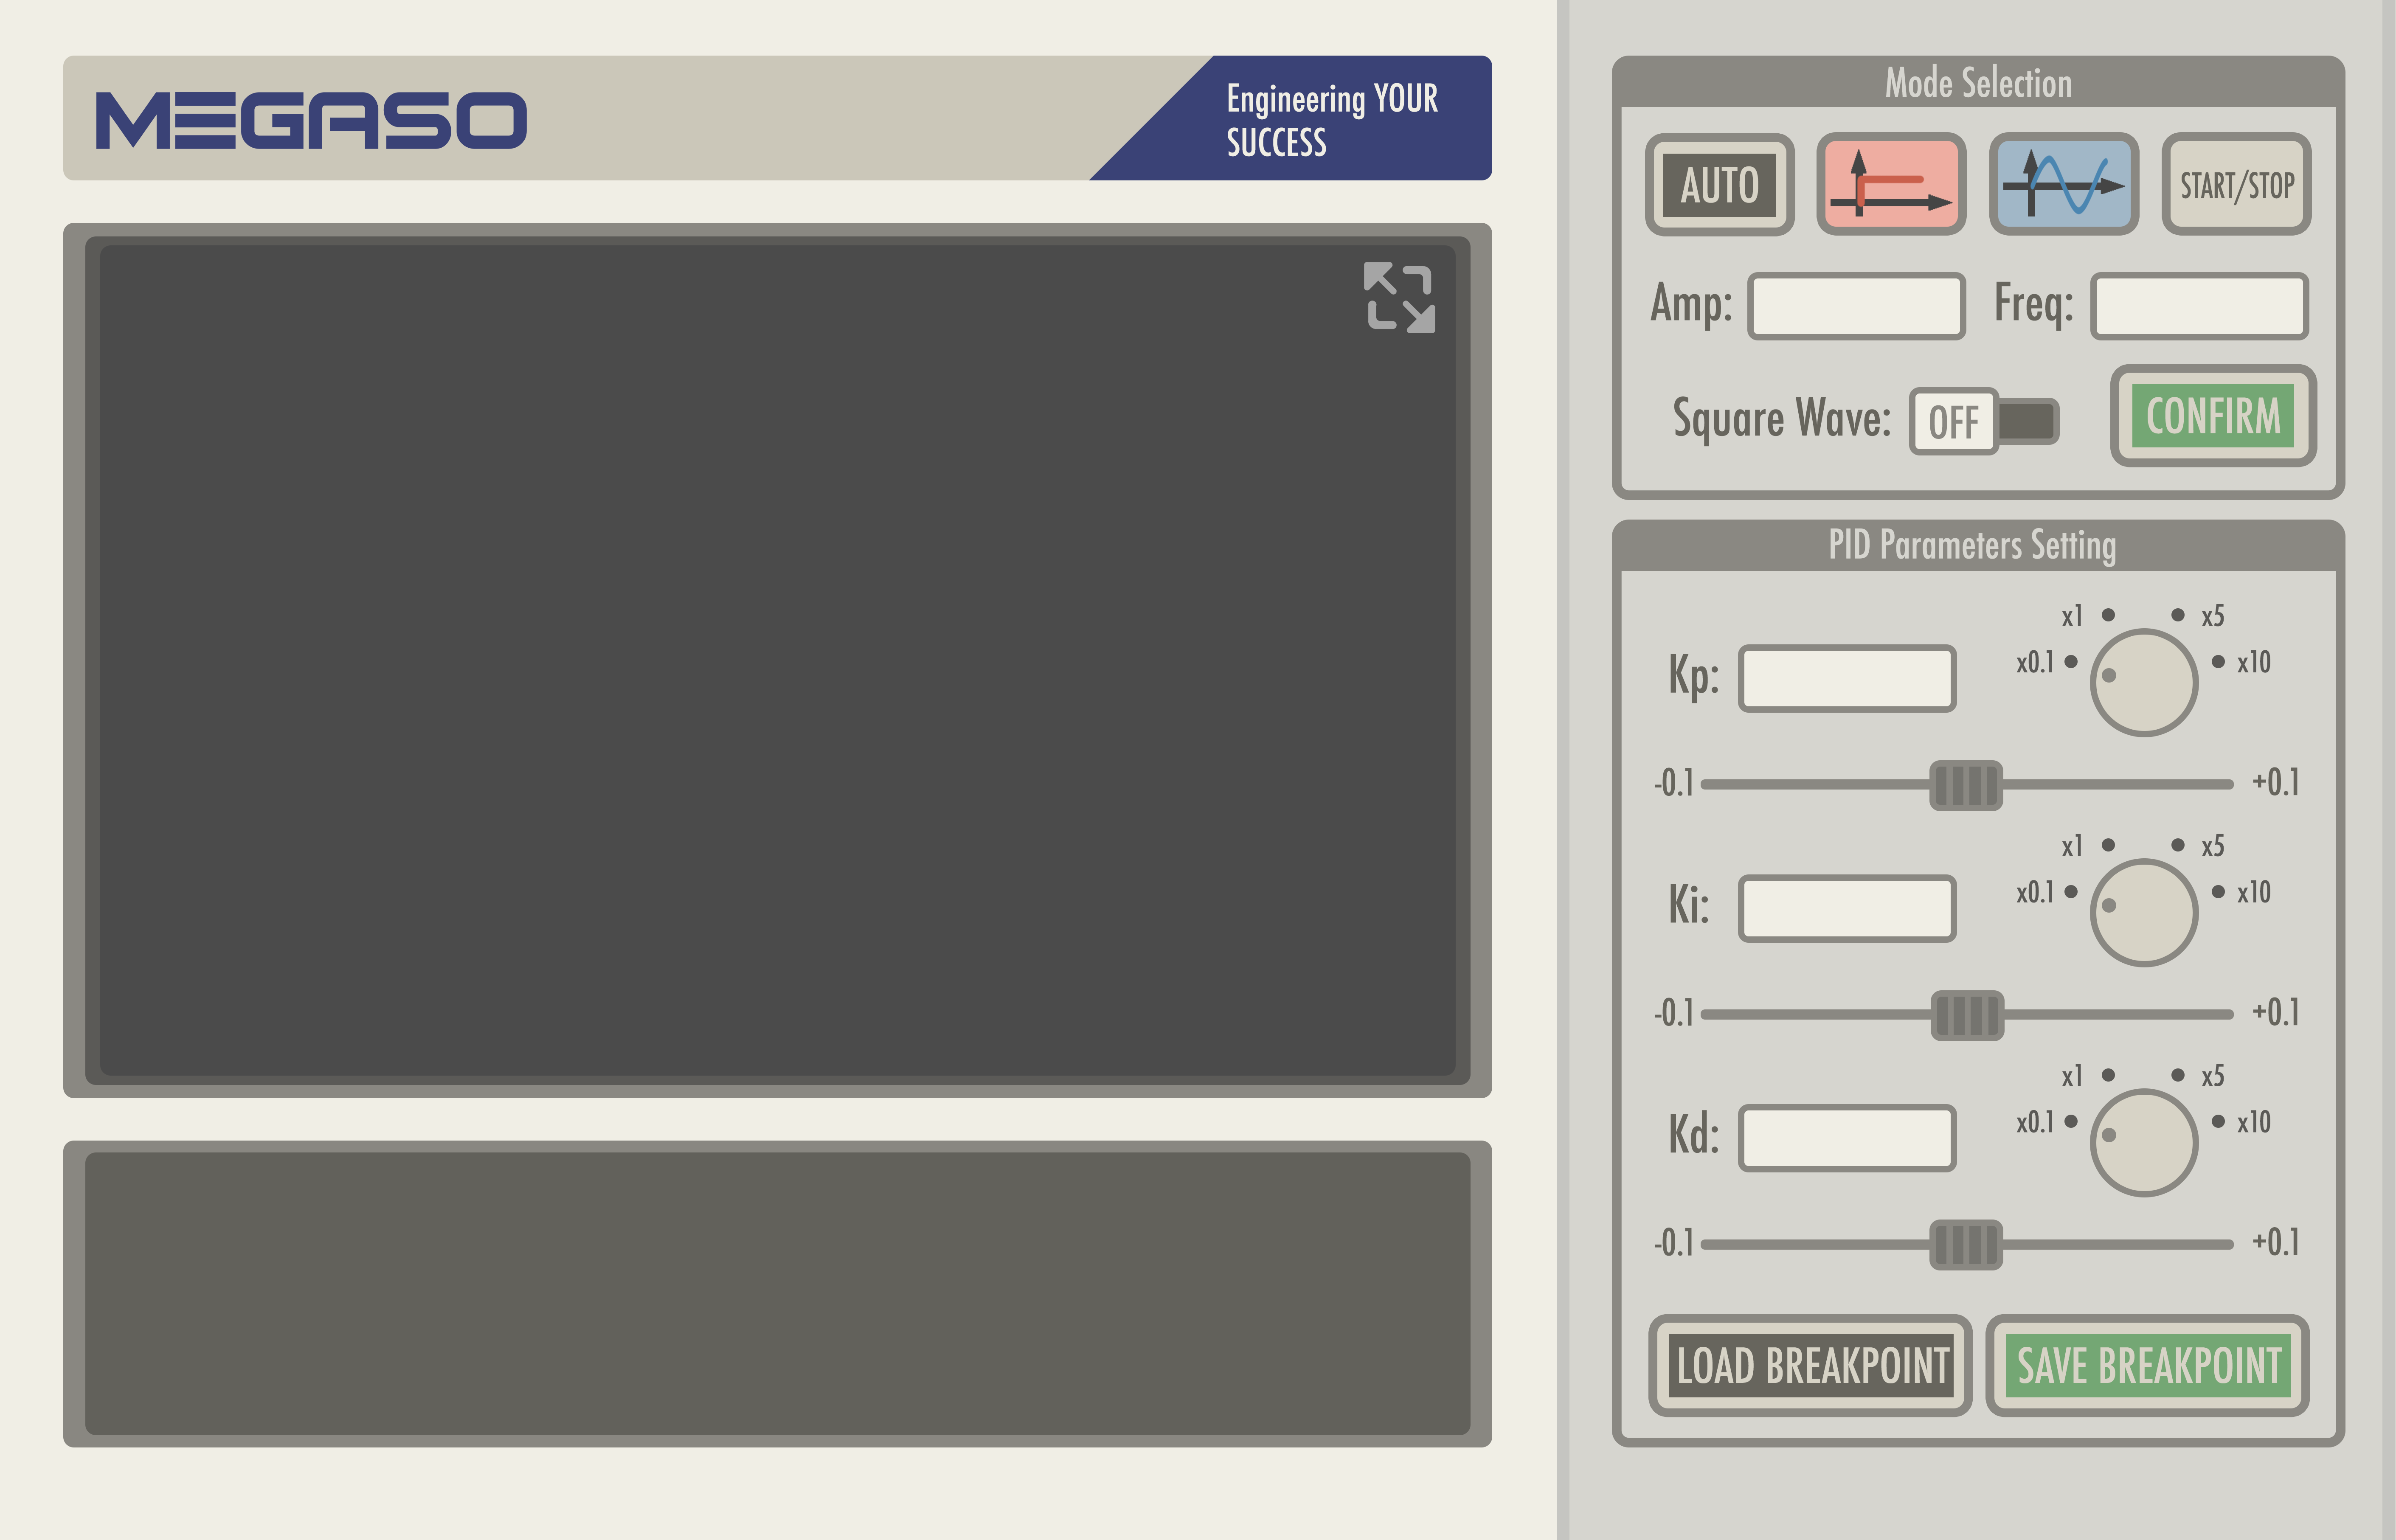 MEGASO
Engineering YOUR
SUCCESS
Mode Selection
AUTO
START/STOP
Amp:
Freq:
Square Wave:
OFF
CONFIRM
PID Parameters Setting
x1
x5
Kp:
x0.1
x10
-0.1
+0.1
x1
x5
Ki:
x0.1
x10
-0.1
+0.1
x1
x5
Kd:
x0.1
x10
-0.1
+0.1
LOAD BREAKPOINT
SAVE BREAKPOINT